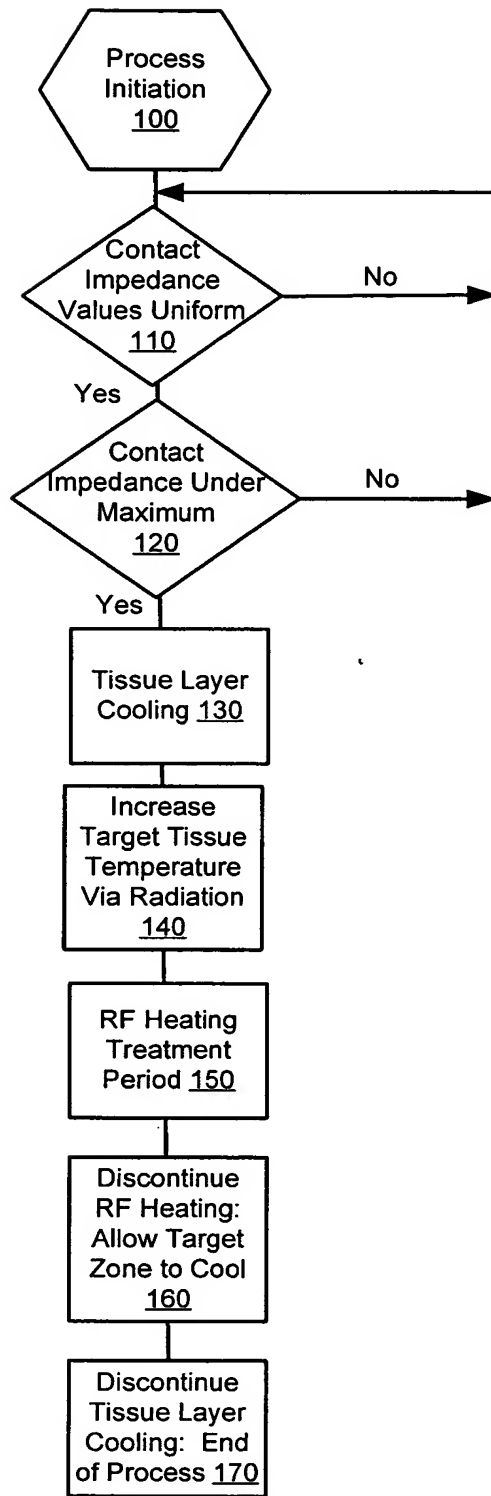 Process
Initiation
100
Contact
Impedance
Values Uniform
110
No
Yes
Contact
Impedance Under
Maximum
120
No
Yes
Tissue Layer
Cooling 130
Increase
Target Tissue
Temperature
Via Radiation
140
RF Heating
Treatment
Period 150
Discontinue
RF Heating:
Allow Target
Zone to Cool
160
Discontinue
Tissue Layer
Cooling: End
of Process 170